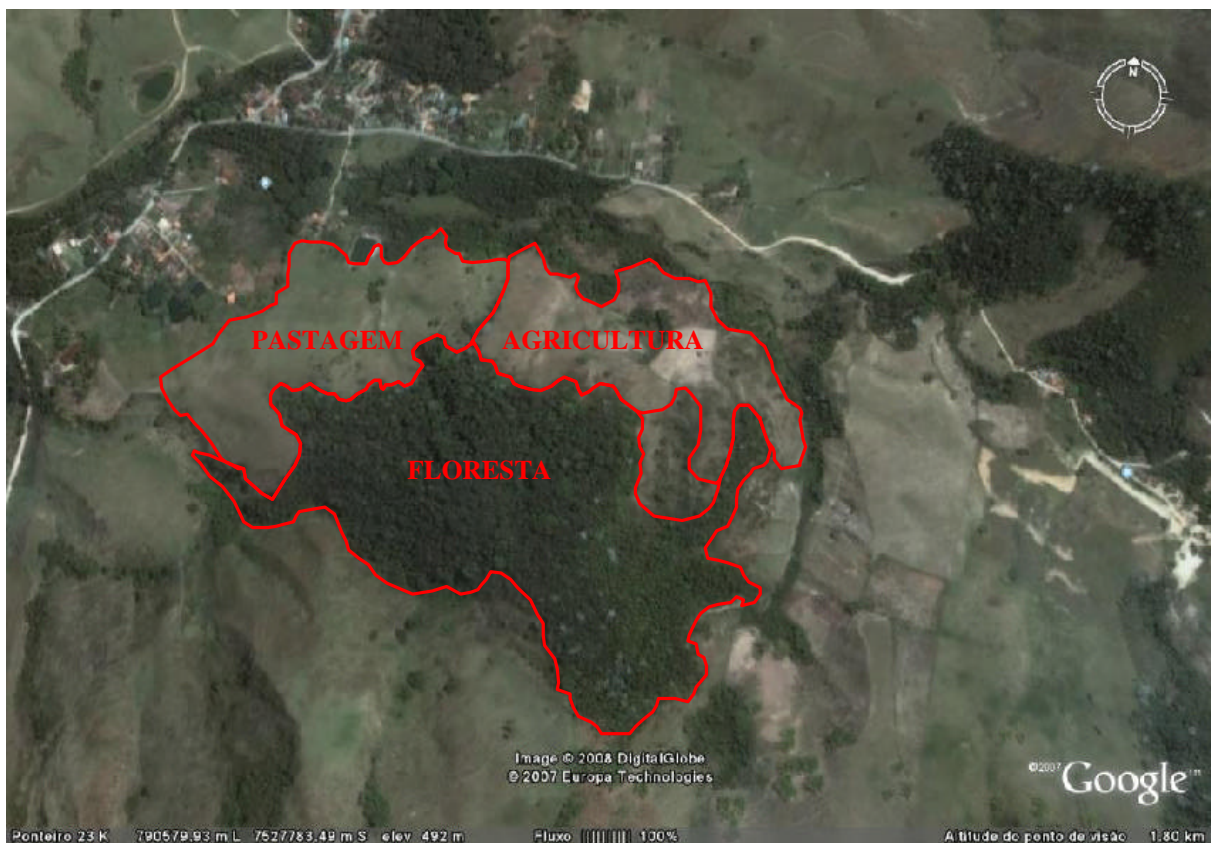 N
PASTAGEM
AGRICULTURA
FLORESTA
Image © 2008 DigitalGlobe
© 2007 Europa Technologies
©2007 Google™
Ponteiro 23 K 790579.93 m L 7527783.49 m S elev 492 m Fluxo |||||||||| 100% Altitude do ponto de visão 1.80 km